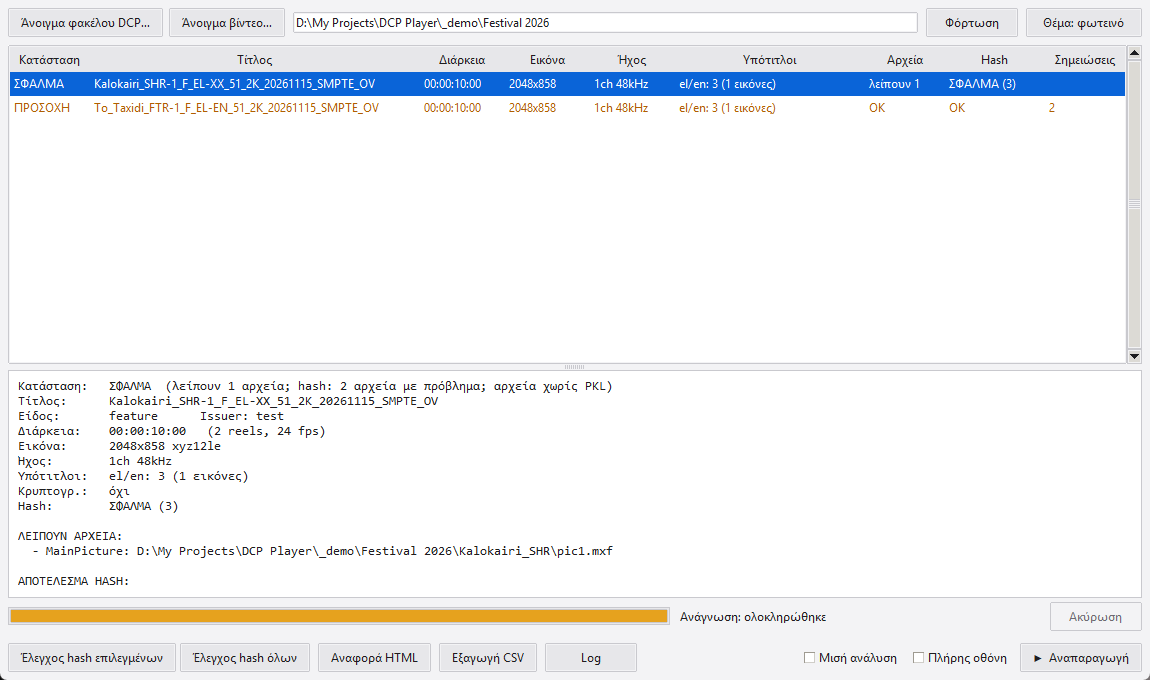 Άνοιγμα φακέλου DCP... Άνοιγμα βίντεο... D:\My Projects\DCP Player\_demo\Festival 2026 Φόρτωση Θέμα: φωτεινό
Κατάσταση Τίτλος Διάρκεια Εικόνα Ήχος Υπότιτλοι Αρχεία Hash Σημειώσεις
ΣΦΑΛΜΑ Kalokairi_SHR-1_F_EL-XX_51_2K_20261115_SMPTE_OV 00:00:10:00 2048x858 1ch 48kHz el/en: 3 (1 εικόνες) λείπουν 1 ΣΦΑΛΜΑ (3)
ΠΡΟΣΟΧΗ To_Taxidi_FTR-1_F_EL-EN_51_2K_20261115_SMPTE_OV 00:00:10:00 2048x858 1ch 48kHz el/en: 3 (1 εικόνες) OK OK 2
Κατάσταση: ΣΦΑΛΜΑ (λείπουν 1 αρχεία; hash: 2 αρχεία με πρόβλημα; αρχεία χωρίς PKL)
Τίτλος: Kalokairi_SHR-1_F_EL-XX_51_2K_20261115_SMPTE_OV
Είδος: feature Issuer: test
Διάρκεια: 00:00:10:00 (2 reels, 24 fps)
Εικόνα: 2048x858 xyz12le
Ήχος: 1ch 48kHz
Υπότιτλοι: el/en: 3 (1 εικόνες)
Κρυπτογρ.: όχι
Hash: ΣΦΑΛΜΑ (3)
ΛΕΙΠΟΥΝ ΑΡΧΕΙΑ:
- MainPicture: D:\My Projects\DCP Player\_demo\Festival 2026\Kalokairi_SHR\pic1.mxf
ΑΠΟΤΕΛΕΣΜΑ HASH:
Ανάγνωση: ολοκληρώθηκε Ακύρωση
Έλεγχος hash επιλεγμένων Έλεγχος hash όλων Αναφορά HTML Εξαγωγή CSV Log Μισή ανάλυση Πλήρης οθόνη ► Αναπαραγωγή